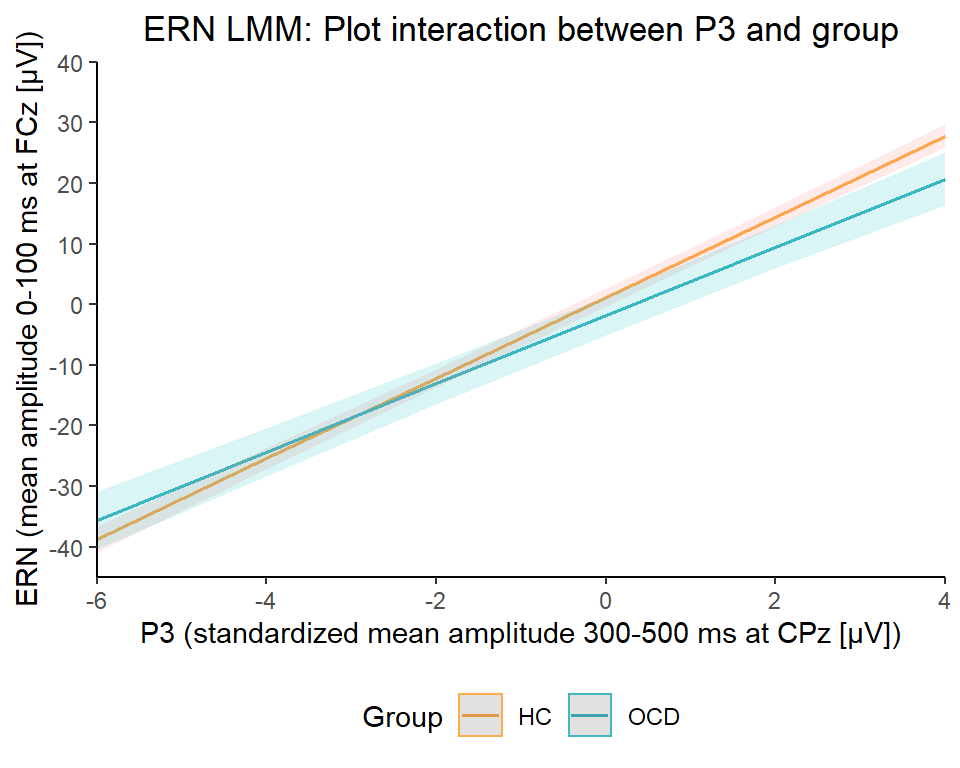 ERN LMM: Plot interaction between P3 and group
ERN (mean amplitude 0-100 ms at FCz [µV])
40
30
20
10
0
-10
-20
-30
-40
-6 -4 -2 0 2 4
P3 (standardized mean amplitude 300-500 ms at CPz [µV])
Group HC OCD